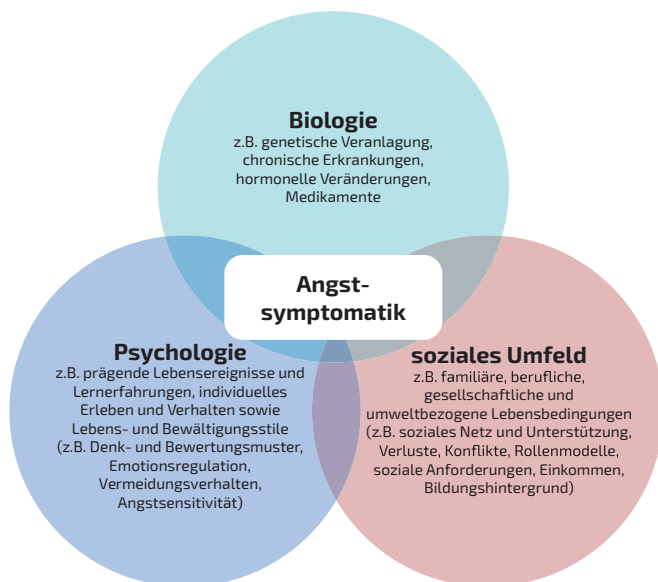 Biologie
z.B. genetische Veranlagung,
chronische Erkrankungen,
hormonelle Veränderungen,
Medikamente
Angst-
symptomatik
Psychologie
z.B. prägende Lebensereignisse und
Lernerfahrungen, individuelles
Erleben und Verhalten sowie
Lebens- und Bewältigungsstile
(z.B. Denk- und Bewertungsmuster,
Emotionsregulation,
Vermeidungsverhalten,
Angstsensitivität)
soziales Umfeld
z.B. familiäre, berufliche,
gesellschaftliche und
umweltbezogene Lebensbedingungen
(z.B. soziales Netz und Unterstützung,
Verluste, Konflikte, Rollenmodelle,
soziale Anforderungen, Einkommen,
Bildungshintergrund)